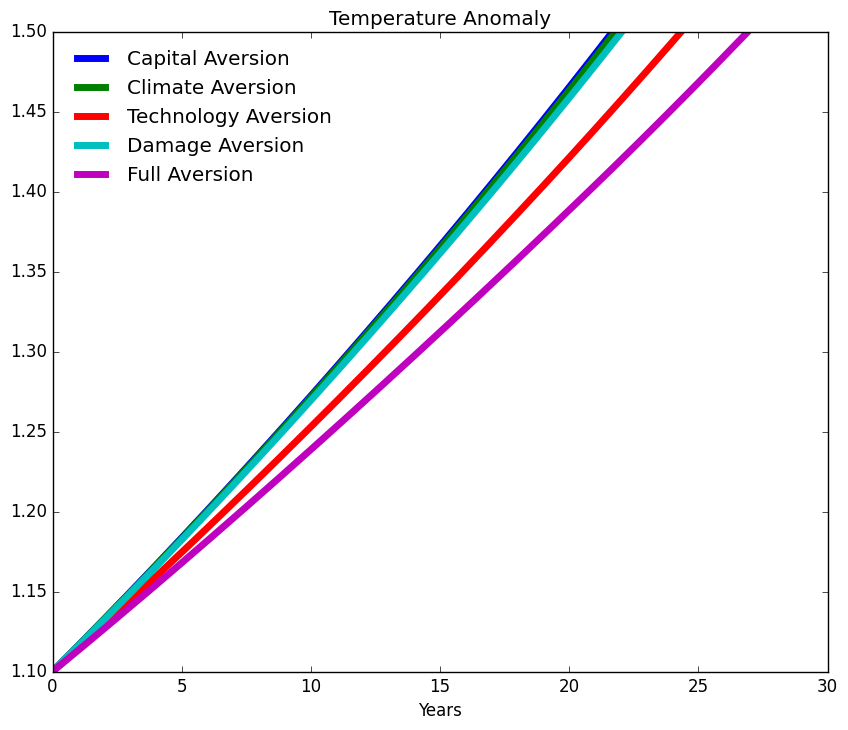 Temperature Anomaly
1.50
1.45
1.40
1.35
1.30
1.25
1.20
1.15
1.10
Capital Aversion
Climate Aversion
Technology Aversion
Damage Aversion
Full Aversion
0 5 10 15 20 25 30
Years